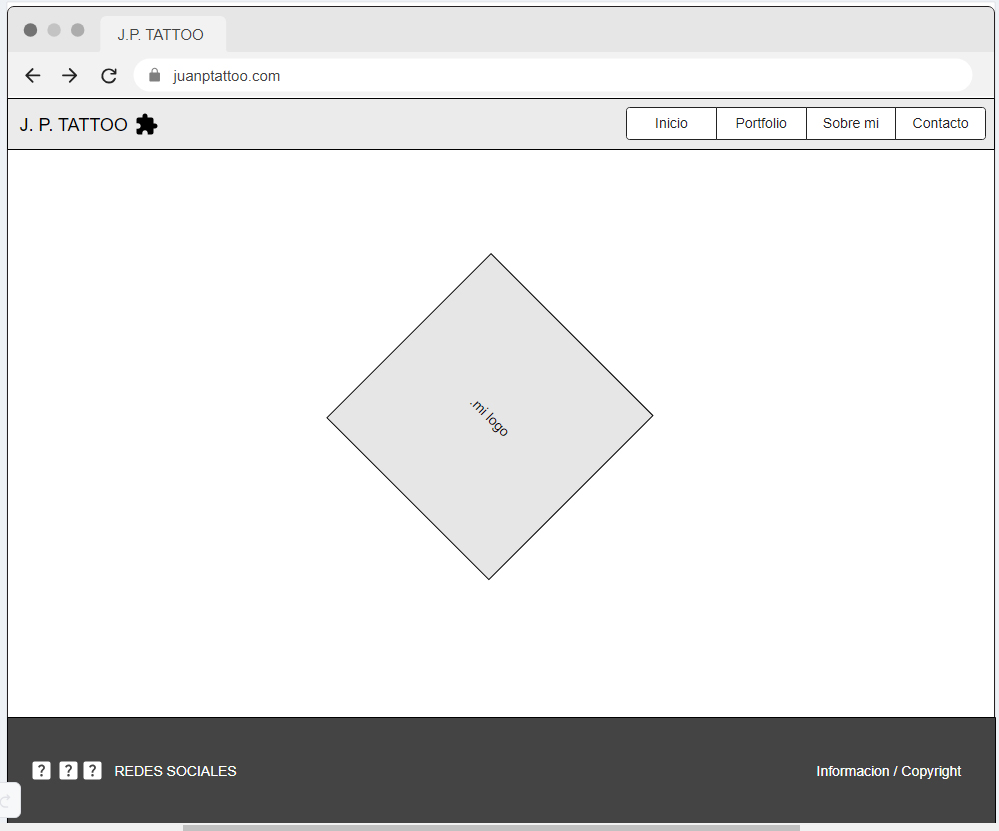 J.P. TATTOO
juanptattoo.com
J. P. TATTOO
Inicio Portfolio Sobre mi Contacto
.mi logo
? ? ? REDES SOCIALES Informacion / Copyright